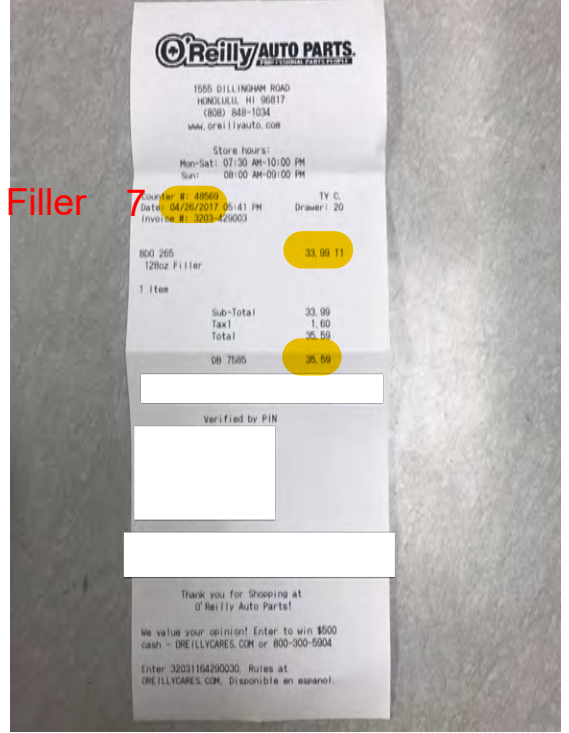 O'Reilly AUTO PARTS.
PROFESSIONAL PARTS PEOPLE
1555 DILLINGHAM ROAD
HONOLULU, HI 96817
(808) 848-1034
www.oreillyauto.com
Store hours:
Mon-Sat: 07:30 AM-10:00 PM
Sun: 08:00 AM-09:00 PM
Filler 7
Counter #: 48569 TY C.
Date: 04/26/2017 05:41 PM Drawer: 20
Invoice #: 3203-429003
BDO 265 33.99 T1
128oz Filler
1 Item
Sub-Total 33.99
Tax1 1.60
Total 35.59
DB 7585 35.59
Verified by PIN
Thank you for Shopping at
O'Reilly Auto Parts!
We value your opinion! Enter to win $500
cash - OREILLYCARES.COM or 800-300-5904
Enter 32031164290030. Rules at
OREILLYCARES.COM. Disponible en espanol.